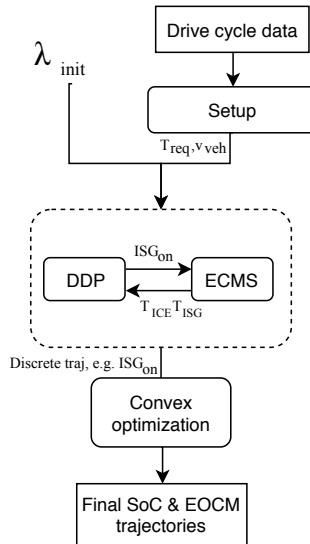 Drive cycle data
λ init
Setup
Treq,vveh
ISGon
DDP
ECMS
TICE TISG
Discrete traj, e.g. ISGon
Convex
optimization
Final SoC & EOCM
trajectories